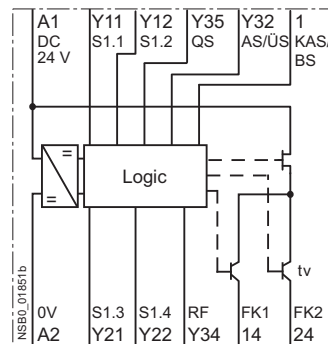 A1 Y11 Y12 Y35 Y32 1
DC S1.1 S1.2 QS AS/ÜS KAS/
24 V BS
=
=
Logic
tv
NSB0_01851b
0V S1.3 S1.4 RF FK1 FK2
A2 Y21 Y22 Y34 14 24